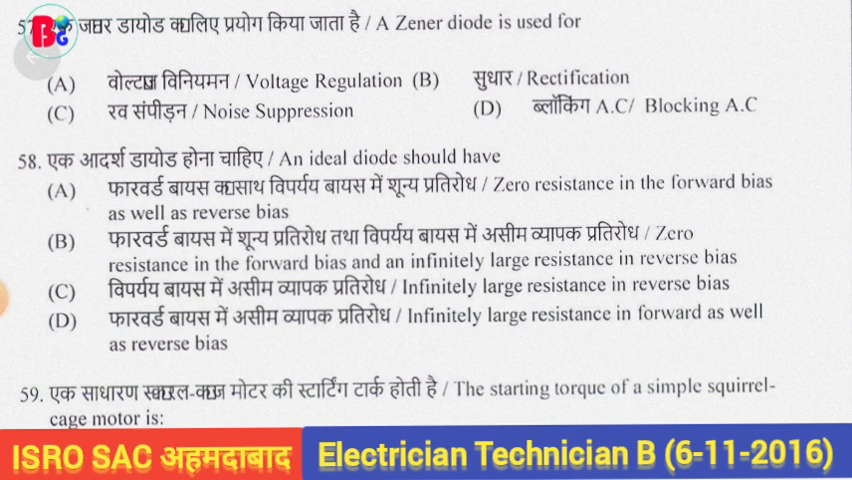 जेनर डायोड के लिए प्रयोग किया जाता है / A Zener diode is used for
(A) वोल्टेज विनियमन / Voltage Regulation (B) सुधार / Rectification
(C) रव संपीड़न / Noise Suppression (D) ब्लॉकिंग A.C/ Blocking A.C
58. एक आदर्श डायोड होना चाहिए / An ideal diode should have
(A) फारवर्ड बायस के साथ विपर्यय बायस में शून्य प्रतिरोध / Zero resistance in the forward bias
as well as reverse bias
(B) फारवर्ड बायस में शून्य प्रतिरोध तथा विपर्यय बायस में असीम व्यापक प्रतिरोध / Zero
resistance in the forward bias and an infinitely large resistance in reverse bias
(C) विपर्यय बायस में असीम व्यापक प्रतिरोध / Infinitely large resistance in reverse bias
(D) फारवर्ड बायस में असीम व्यापक प्रतिरोध / Infinitely large resistance in forward as well
as reverse bias
59. एक साधारण मोटर की स्टार्टिंग टार्क होती है / The starting torque of a simple squirrel-
cage motor is:
ISRO SAC अहमदाबाद Electrician Technician B (6-11-2016)